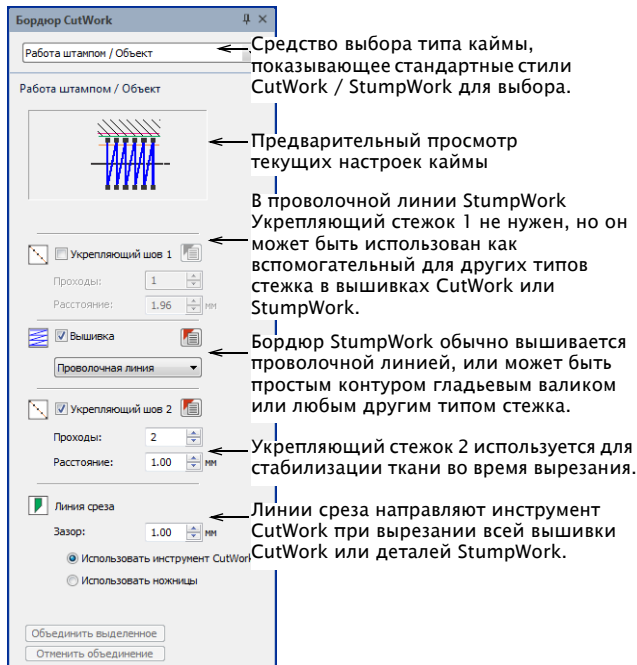 Бордюр CutWork
Работа штампом / Объект
Работа штампом / Объект
Укрепляющий шов 1
Проходы: 1
Расстояние: 1.96 мм
Вышивка
Проволочная линия
Укрепляющий шов 2
Проходы: 2
Расстояние: 1.00 мм
Линия среза
Зазор: 1.00 мм
Использовать инструмент CutWork
Использовать ножницы
Объединить выделенное
Отменить объединение
Средство выбора типа каймы,
показывающее стандартные стили
CutWork / StumpWork для выбора.
Предварительный просмотр
текущих настроек каймы
В проволочной линии StumpWork
Укрепляющий стежок 1 не нужен, но он
может быть использован как
вспомогательный для других типов
стежка в вышивках CutWork или
StumpWork.
Бордюр StumpWork обычно вышивается
проволочной линией, или может быть
простым контуром гладьевым валиком
или любым другим типом стежка.
Укрепляющий стежок 2 используется для
стабилизации ткани во время вырезания.
Линии среза направляют инструмент
CutWork при вырезании всей вышивки
CutWork или деталей StumpWork.